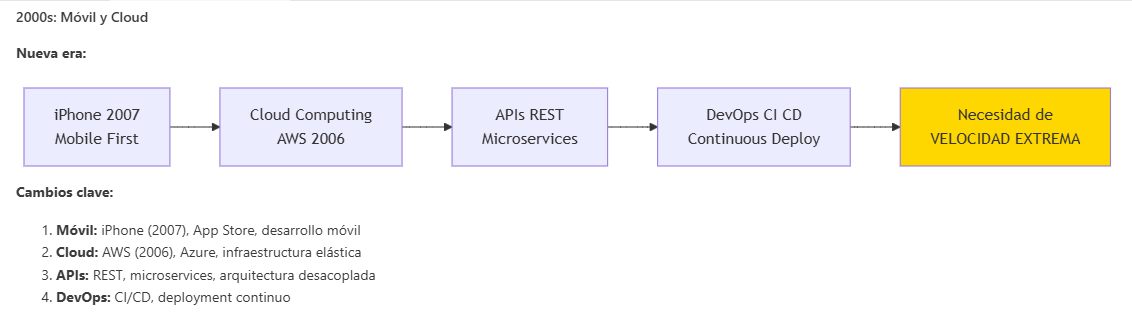 2000s: Móvil y Cloud
Nueva era:
iPhone 2007
Mobile First
Cloud Computing
AWS 2006
APIs REST
Microservices
DevOps CI CD
Continuous Deploy
Necesidad de
VELOCIDAD EXTREMA
Cambios clave:
1. Móvil: iPhone (2007), App Store, desarrollo móvil
2. Cloud: AWS (2006), Azure, infraestructura elástica
3. APIs: REST, microservices, arquitectura desacoplada
4. DevOps: CI/CD, deployment continuo